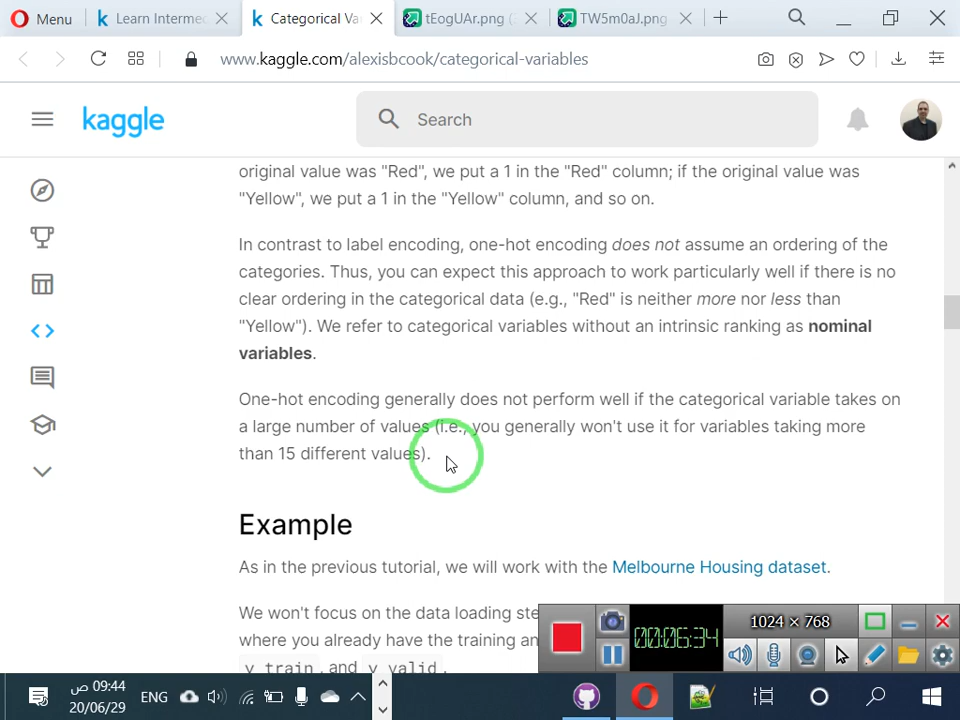 Menu
Learn Interme
Categorical Va
tEogUAr.png (
TW5m0aJ.png
www.kaggle.com/alexisbcook/categorical-variables
kaggle
Search
original value was "Red", we put a 1 in the "Red" column; if the original value was
"Yellow", we put a 1 in the "Yellow" column, and so on.
In contrast to label encoding, one-hot encoding does not assume an ordering of the
categories. Thus, you can expect this approach to work particularly well if there is no
clear ordering in the categorical data (e.g., "Red" is neither more nor less than
"Yellow"). We refer to categorical variables without an intrinsic ranking as nominal
variables.
One-hot encoding generally does not perform well if the categorical variable takes on
a large number of values (i.e., you generally won't use it for variables taking more
than 15 different values).
Example
As in the previous tutorial, we will work with the Melbourne Housing dataset.
We won't focus on the data loading ste
where you already have the training an
y_train, and y_valid.
00:06:34
1024 × 768
09:44 ص
ENG
20/06/29